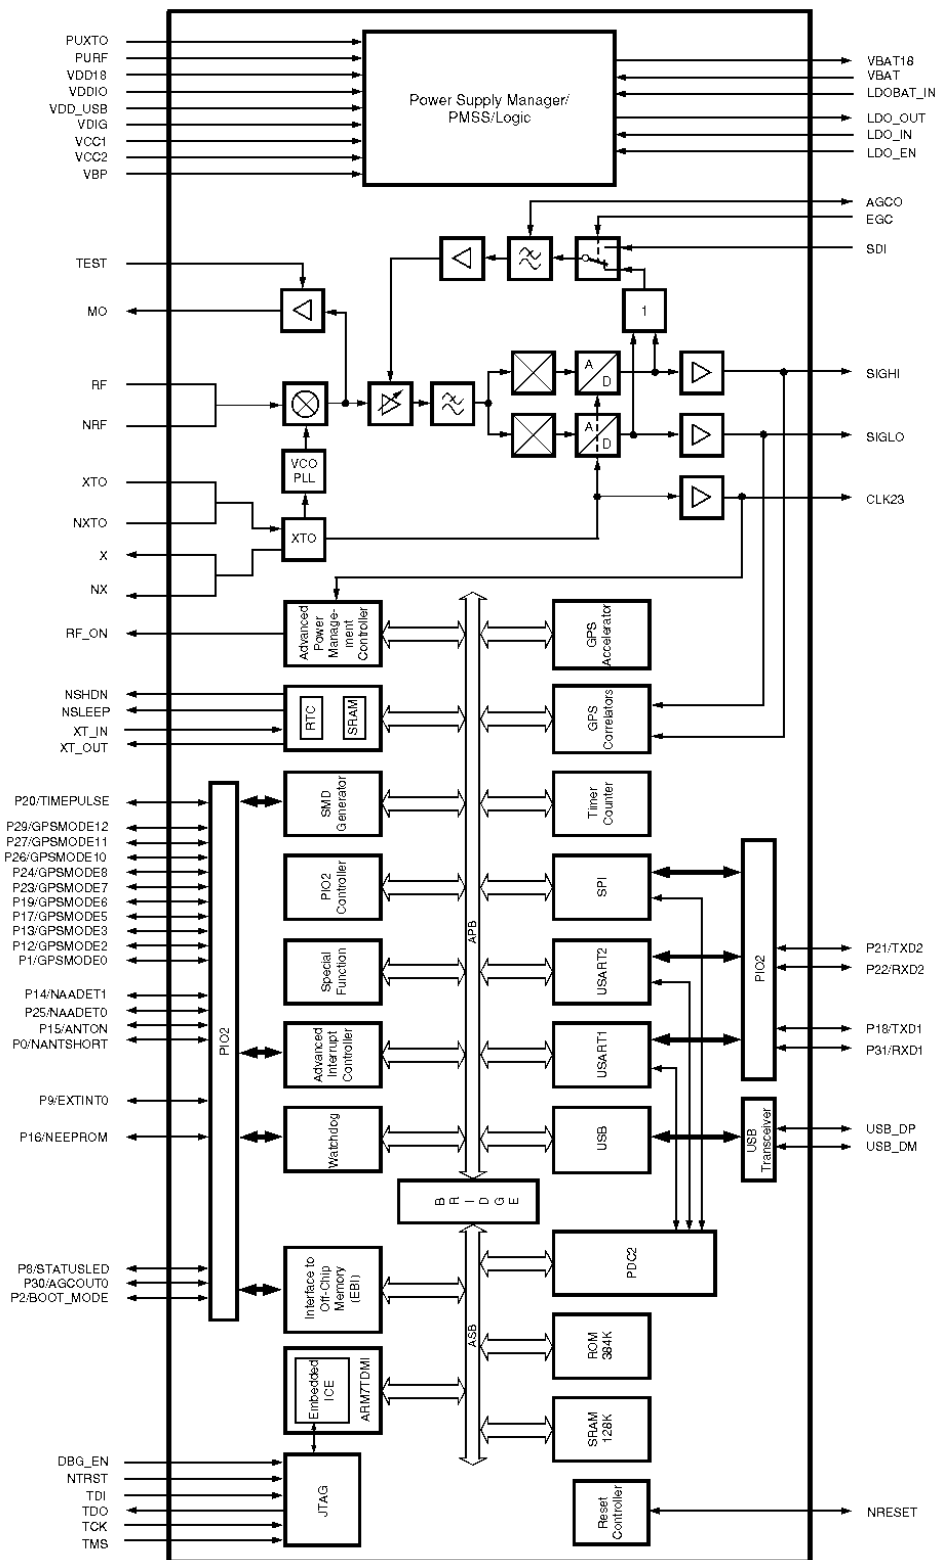 PUXTO
PURF
VDD18
VDDIO
VDD_USB
VDIG
VCC1
VCC2
VBP
Power Supply Manager/
PMSS/Logic
VBAT18
VBAT
LDOBAT_IN
LDO_OUT
LDO_IN
LDO_EN
AGCO
EGC
SDI
TEST
MO
1
RF
NRF
A
D
A
D
SIGHI
SIGLO
VCO
PLL
XTO
NXTO
X
NX
XTO
CLK23
RF_ON
Advanced
Power
Manage-
ment
Controller
GPS
Accelerator
NSHDN
NSLEEP
XT_IN
XT_OUT
RTC
SRAM
GPS
Correlators
P20/TIMEPULSE
P29/GPSMODE12
P27/GPSMODE11
P26/GPSMODE10
P24/GPSMODE8
P23/GPSMODE7
P19/GPSMODE6
P17/GPSMODE5
P13/GPSMODE3
P12/GPSMODE2
P1/GPSMODE0
P14/NAADET1
P25/NAADET0
P15/ANTON
P0/NANTSHORT
P9/EXTINT0
P16/NEEPROM
P8/STATUSLED
P30/AGCOUT0
P2/BOOT_MODE
PIO2
SMD
Generator
PIO2
Controller
Special
Function
Advanced
Interrupt
Controller
Watchdog
APB
Timer
Counter
SPI
USART2
USART1
USB
PIO2
USB
Transceiver
P21/TXD2
P22/RXD2
P18/TXD1
P31/RXD1
USB_DP
USB_DM
BRIDGE
Interface to
Off-Chip
Memory
(EBI)
ASB
PDC2
ROM
384K
SRAM
128K
Embedded
ICE
ARM7TDMI
DBG_EN
NTRST
TDI
TDO
TCK
TMS
JTAG
Reset
Controller
NRESET